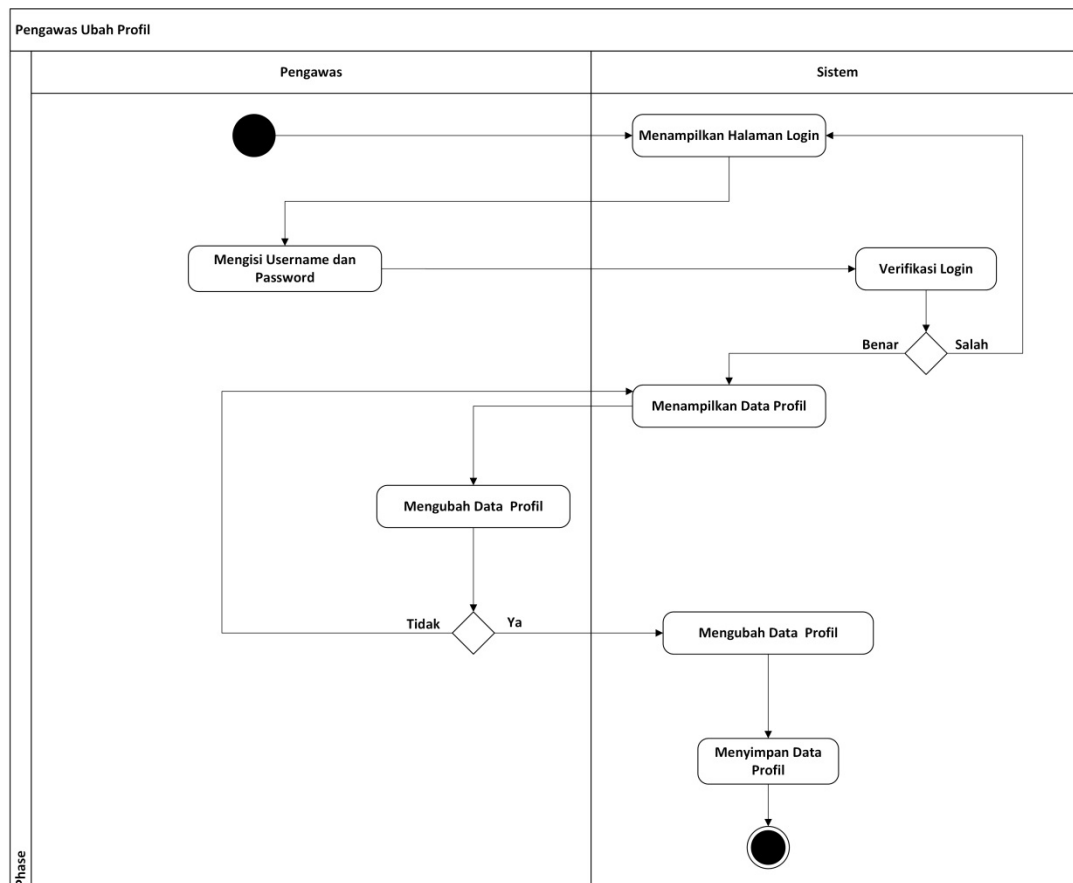 Pengawas Ubah Profil
Pengawas
Sistem
Menampilkan Halaman Login
Mengisi Username dan
Password
Verifikasi Login
Benar
Salah
Menampilkan Data Profil
Mengubah Data Profil
Tidak
Ya
Mengubah Data Profil
Menyimpan Data
Profil
Phase